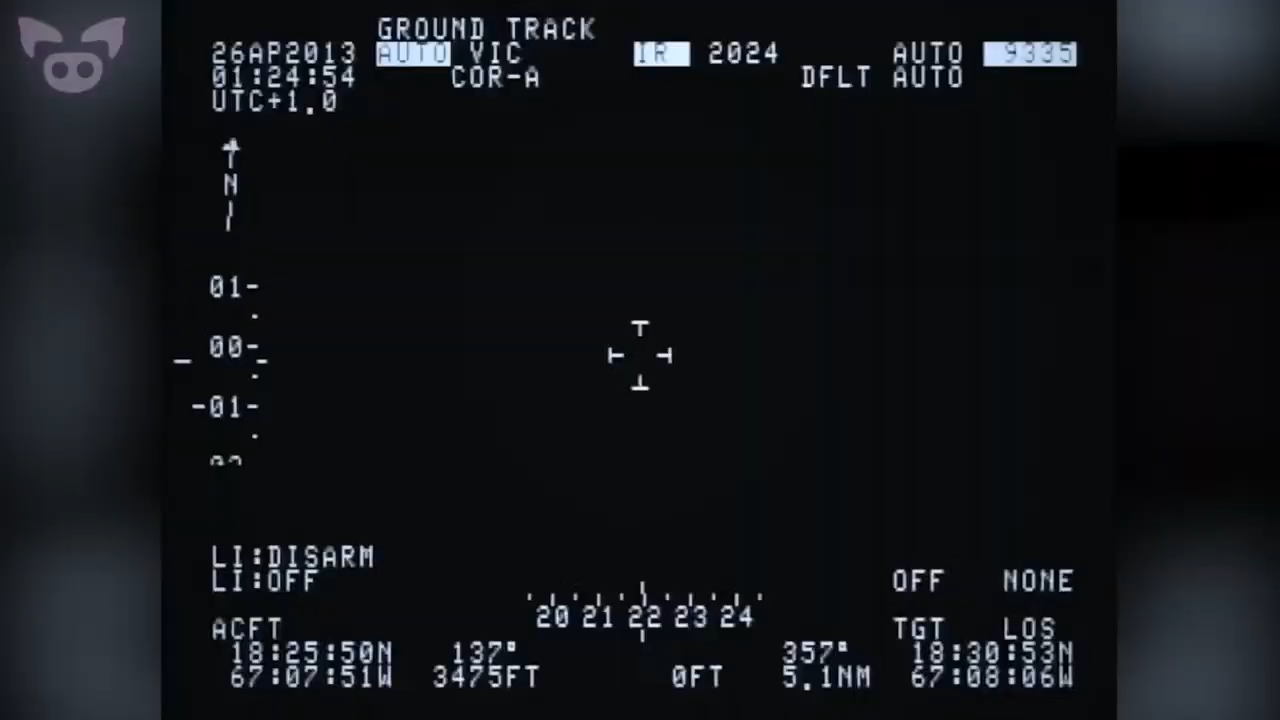 GROUND TRACK
26AP2013 AUTO VIC IR 2024 AUTO 9335
01:24:54 COR-A DFLT AUTO
UTC+1.0
N
01-
00-
-01-
LI:DISARM
LI:OFF OFF NONE
20 21 22 23 24
ACFT TGT LOS
18:25:50N 137° 357° 18:30:53N
67:07:51W 3475FT 0FT 5.1NM 67:08:06W